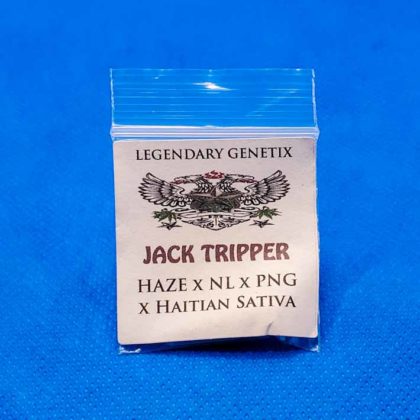 LEGENDARY GENETIX
JACK TRIPPER
HAZE x NL x PNG
x HAITIAN SATIVA